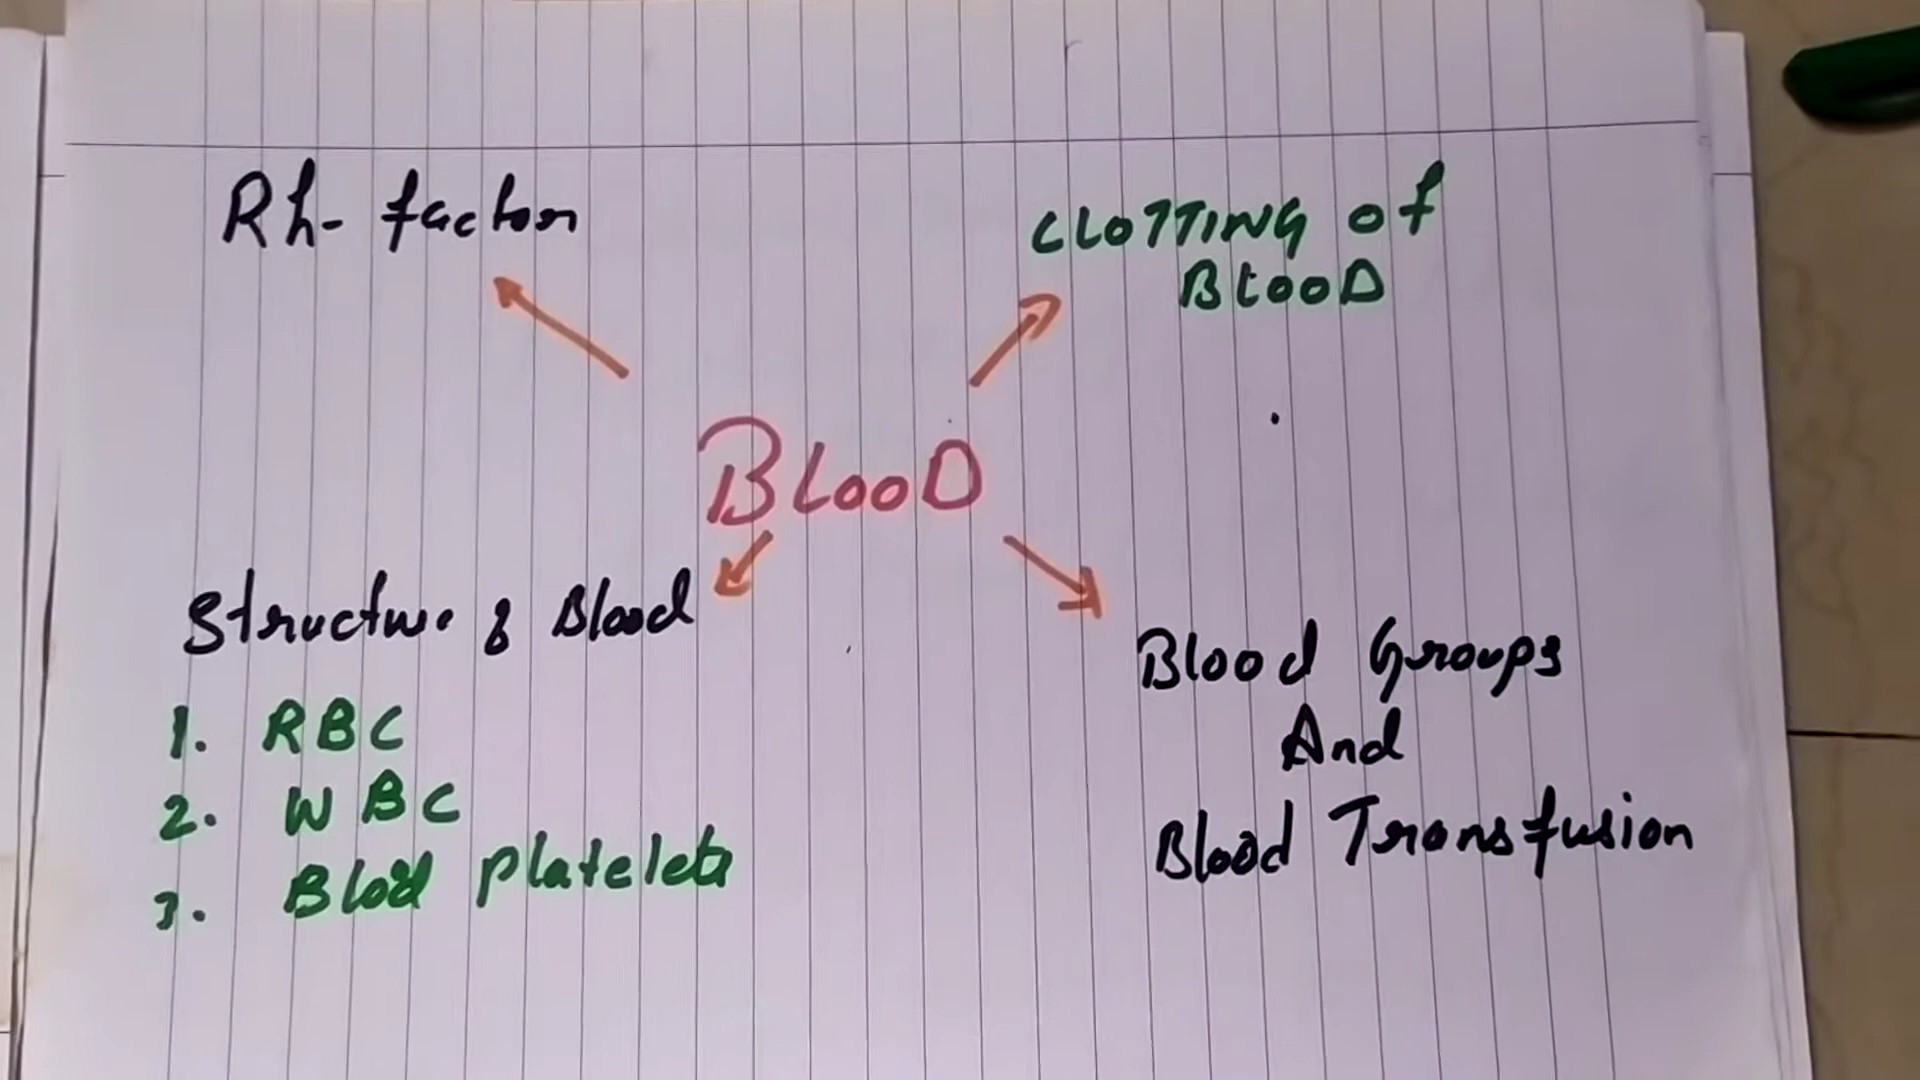 Rh- factor
CLOTTING of
BLOOD
BLOOD
Structure of Blood
1. RBC
2. WBC
3. Blood platelets
Blood Groups
And
Blood Transfusion